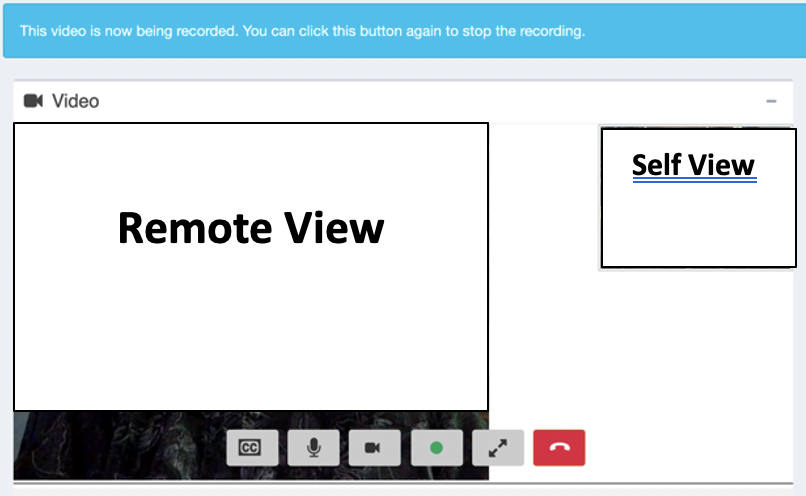 This video is now being recorded. You can click this button again to stop the recording.
Video
Self View
Remote View
CC